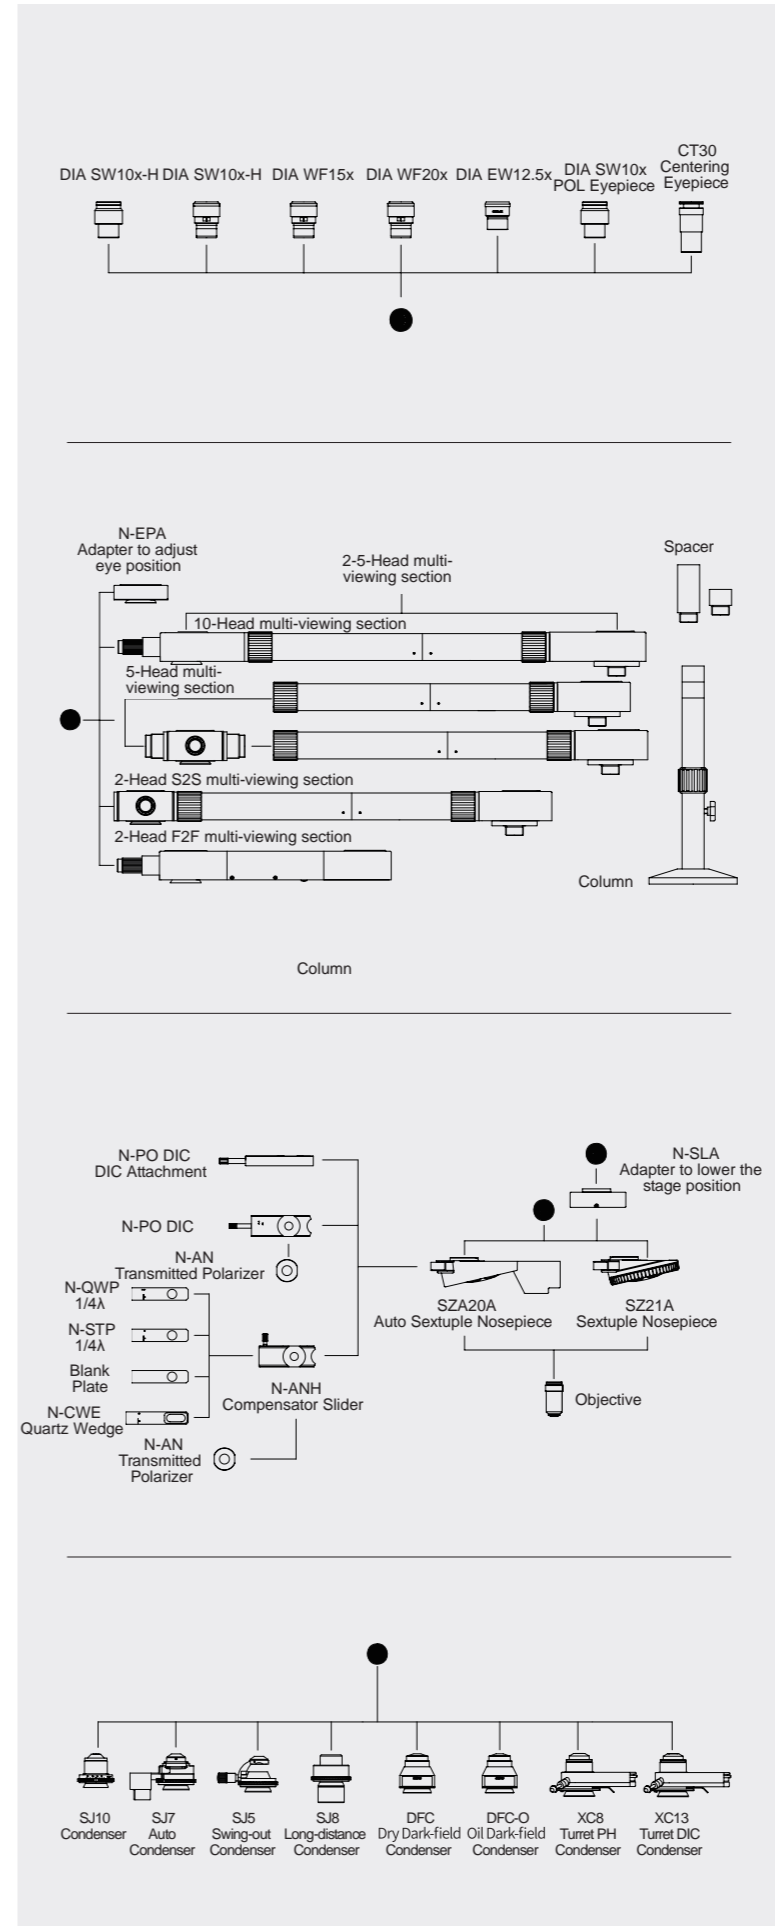 DIA SW10x-H
DIA SW10x-H
DIA WF15x
DIA WF20x
DIA EW12.5x
DIA SW10x
POL Eyepiece
CT30
Centering
Eyepiece
N-EPA
Adapter to adjust
eye position
2-5-Head multi-
viewing section
Spacer
10-Head multi-viewing section
5-Head multi-
viewing section
2-Head S2S multi-viewing section
2-Head F2F multi-viewing section
Column
Column
N-PO DIC
DIC Attachment
N-SLA
Adapter to lower the
stage position
N-PO DIC
N-AN
Transmitted Polarizer
N-QWP
1/4λ
N-STP
1/4λ
Blank
Plate
N-CWE
Quartz Wedge
N-ANH
Compensator Slider
N-AN
Transmitted
Polarizer
SZA20A
Auto Sextuple Nosepiece
SZ21A
Sextuple Nosepiece
Objective
SJ10
Condenser
SJ7
Auto
Condenser
SJ5
Swing-out
Condenser
SJ8
Long-distance
Condenser
DFC
Dry Dark-field
Condenser
DFC-O
Oil Dark-field
Condenser
XC8
Turret PH
Condenser
XC13
Turret DIC
Condenser